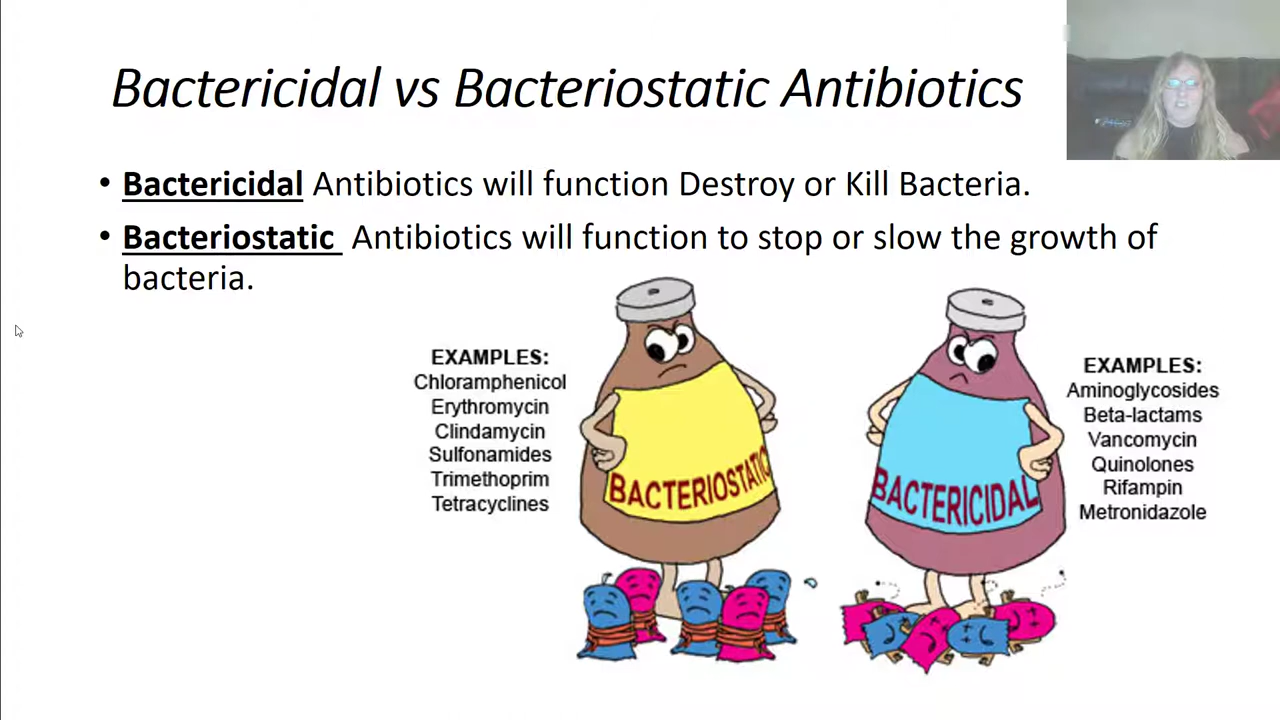 Bactericidal vs Bacteriostatic Antibiotics
• Bactericidal Antibiotics will function Destroy or Kill Bacteria.
• Bacteriostatic Antibiotics will function to stop or slow the growth of
bacteria.
EXAMPLES:
Chloramphenicol
Erythromycin
Clindamycin
Sulfonamides
Trimethoprim
Tetracyclines
BACTERIOSTATIC
BACTERICIDAL
EXAMPLES:
Aminoglycosides
Beta-lactams
Vancomycin
Quinolones
Rifampin
Metronidazole